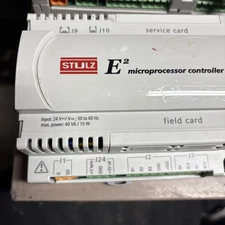 J9 J10 service card
STULZ E² microprocessor controller
Input: 24 V~/V⎓; 50 to 60 Hz
max. power: 40 VA / 15 W
field card
J1 J24 J2